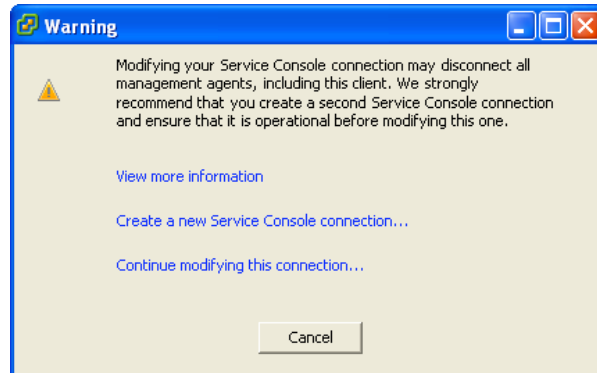 Warning
Modifying your Service Console connection may disconnect all
management agents, including this client. We strongly
recommend that you create a second Service Console connection
and ensure that it is operational before modifying this one.
View more information
Create a new Service Console connection...
Continue modifying this connection...
Cancel